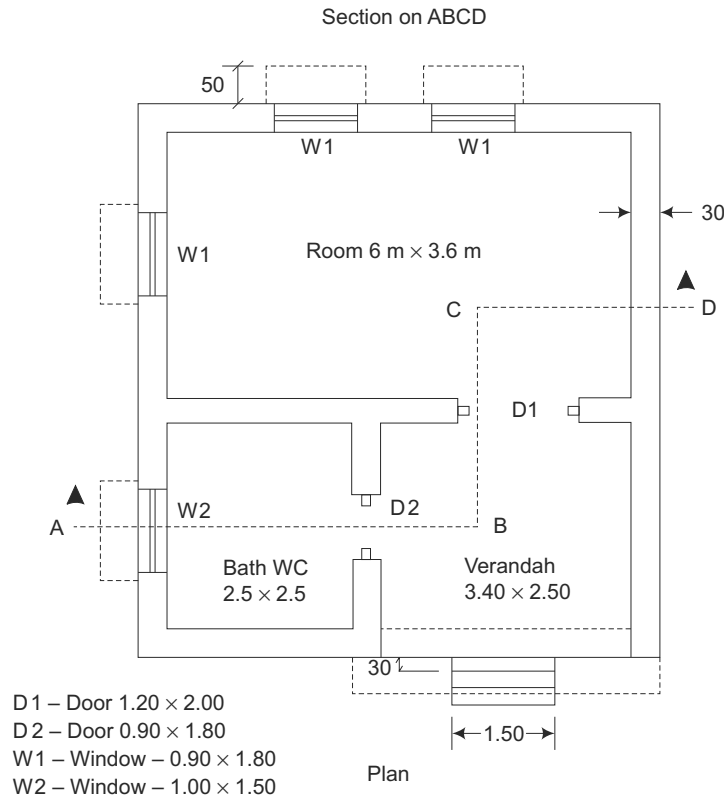 Section on ABCD
50
W1 W1
30
W1
Room 6 m × 3.6 m
C
D
D1
D2
W2
A
B
Bath WC
2.5 × 2.5
Verandah
3.40 × 2.50
30
D1 – Door 1.20 × 2.00
D2 – Door 0.90 × 1.80
W1 – Window – 0.90 × 1.80
W2 – Window – 1.00 × 1.50
1.50
Plan